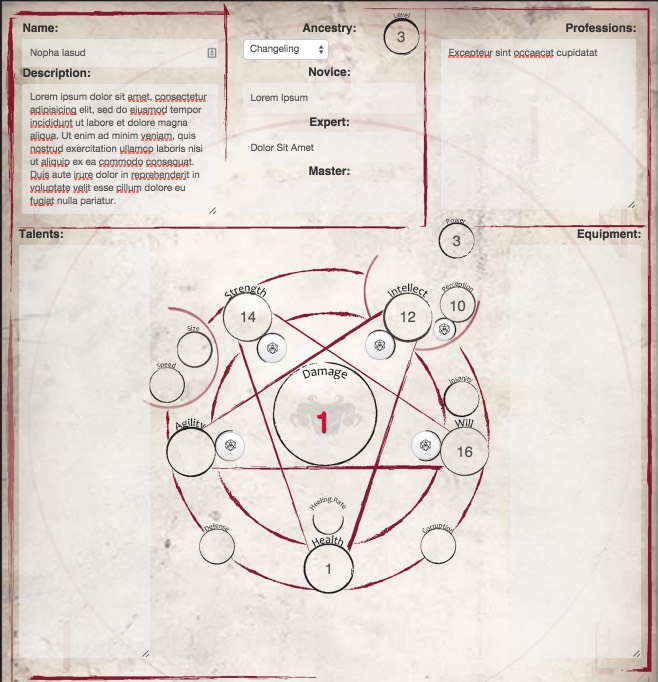 Name:
Nopha Iasud
Description:
Lorem ipsum dolor sit amet, consectetur
adipisicing elit, sed do eiusmod tempor
incididunt ut labore et dolore magna
aliqua. Ut enim ad minim veniam, quis
nostrud exercitation ullamco laboris nisi
ut aliquip ex ea commodo consequat.
Duis aute irure dolor in reprehenderit in
voluptate velit esse cillum dolore eu
fugiat nulla pariatur.
Ancestry:
Changeling
Level
3
Novice:
Lorem Ipsum
Expert:
Dolor Sit Amet
Master:
Professions:
Excepteur sint occaecat cupidatat
Talents:
Equipment:
Power
3
Strength
14
Intellect
12
Perception
10
Size
Speed
Damage
1
Insanity
Agility
Will
16
Healing Rate
Defense
Corruption
Health
1